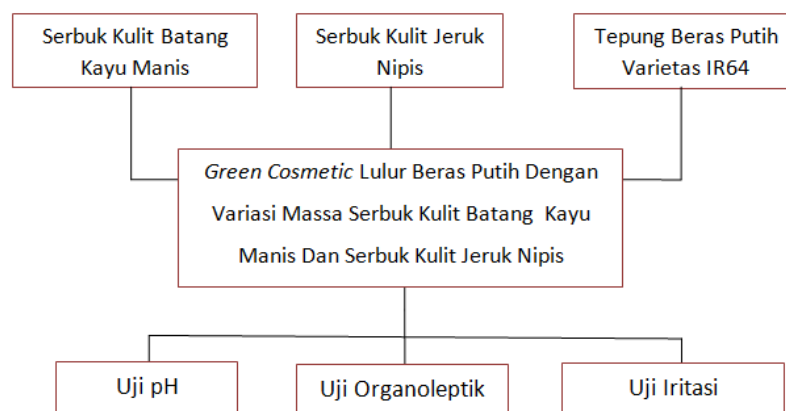 Serbuk Kulit Batang
Kayu Manis
Serbuk Kulit Jeruk
Nipis
Tepung Beras Putih
Varietas IR64
Green Cosmetic Lulur Beras Putih Dengan
Variasi Massa Serbuk Kulit Batang Kayu
Manis Dan Serbuk Kulit Jeruk Nipis
Uji pH
Uji Organoleptik
Uji Iritasi